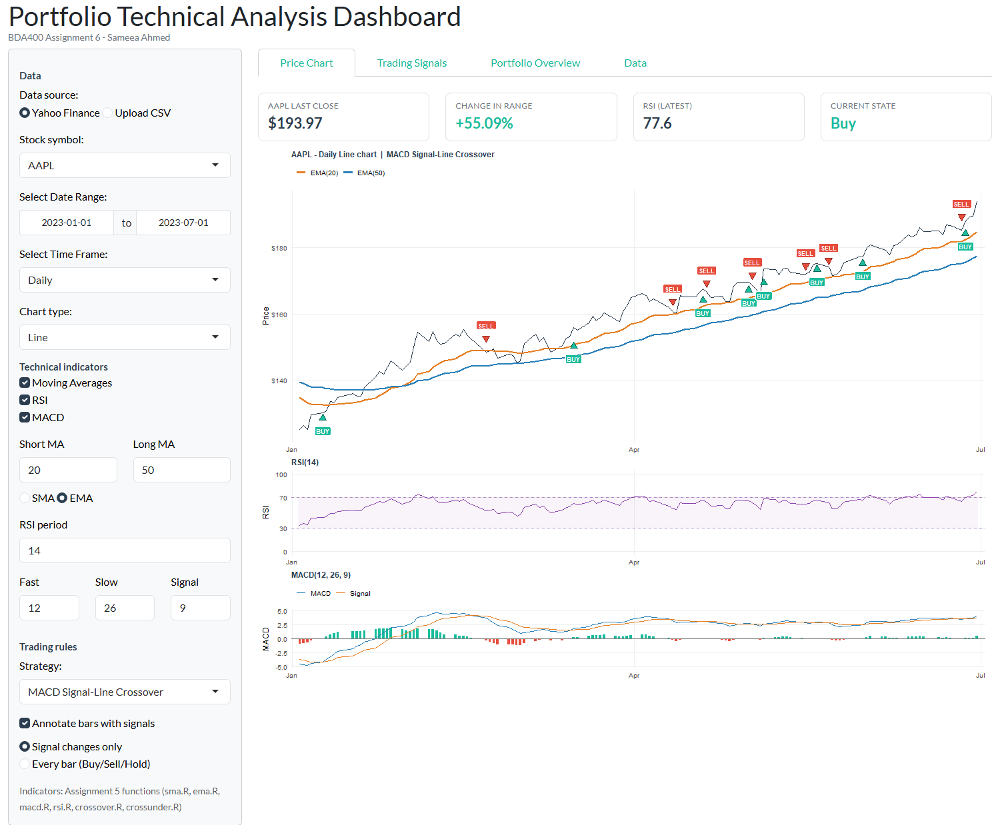 Portfolio Technical Analysis Dashboard
BDA400 Assignment 6 - Sameea Ahmed
Data
Data source:
Yahoo Finance Upload CSV
Stock symbol:
AAPL
Select Date Range:
2023-01-01 to 2023-07-01
Select Time Frame:
Daily
Chart type:
Line
Technical indicators
Moving Averages
RSI
MACD
Short MA Long MA
20 50
SMA EMA
RSI period
14
Fast Slow Signal
12 26 9
Trading rules
Strategy:
MACD Signal-Line Crossover
Annotate bars with signals
Signal changes only
Every bar (Buy/Sell/Hold)
Indicators: Assignment 5 functions (sma.R, ema.R,
macd.R, rsi.R, crossover.R, crossunder.R)
Price Chart Trading Signals Portfolio Overview Data
AAPL LAST CLOSE
$193.97
CHANGE IN RANGE
+55.09%
RSI (LATEST)
77.6
CURRENT STATE
Buy
AAPL - Daily Line chart | MACD Signal-Line Crossover
EMA(20) EMA(50)
SELL
$180
BUY
SELL SELL
SELL
SELL
BUY
BUY
SELL
BUY
BUY
$160
BUY
Price
SELL
BUY
$140
BUY
Jan Apr Jul
RSI(14)
100
70
RSI
30
0
Jan Apr Jul
MACD(12, 26, 9)
MACD Signal
5.0
2.5
0.0
MACD
-2.5
-5.0
Jan Apr Jul